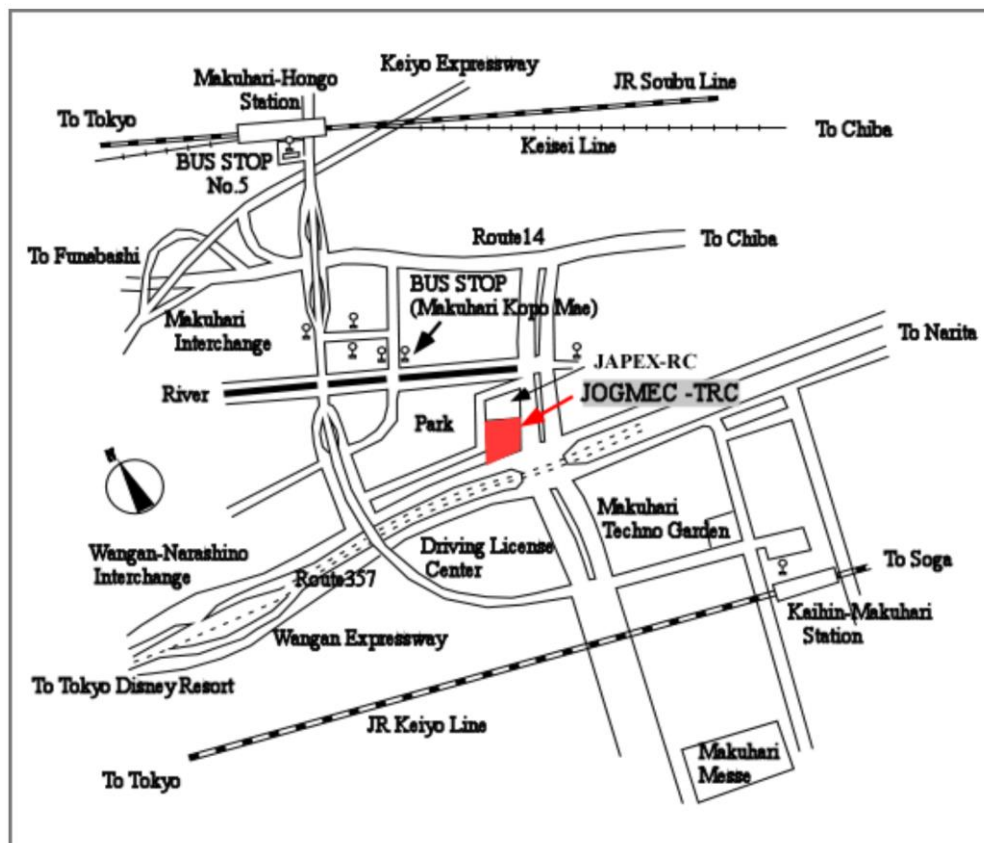 Keiyo Expressway
Makuhari-Hongo
Station
JR Soubu Line
To Tokyo
To Chiba
Keisei Line
BUS STOP
No.5
Route14
To Chiba
To Funabashi
BUS STOP
(Makuhari Kopo Mae)
Makuhari
Interchange
To Narita
JAPEX-RC
River
JOGMEC -TRC
Park
Makuhari
Techno Garden
Driving License
Center
Wangan-Narashino
Interchange
To Soga
Route357
Kaihin-Makuhari
Station
Wangan Expressway
To Tokyo Disney Resort
JR Keiyo Line
Makuhari
Messe
To Tokyo